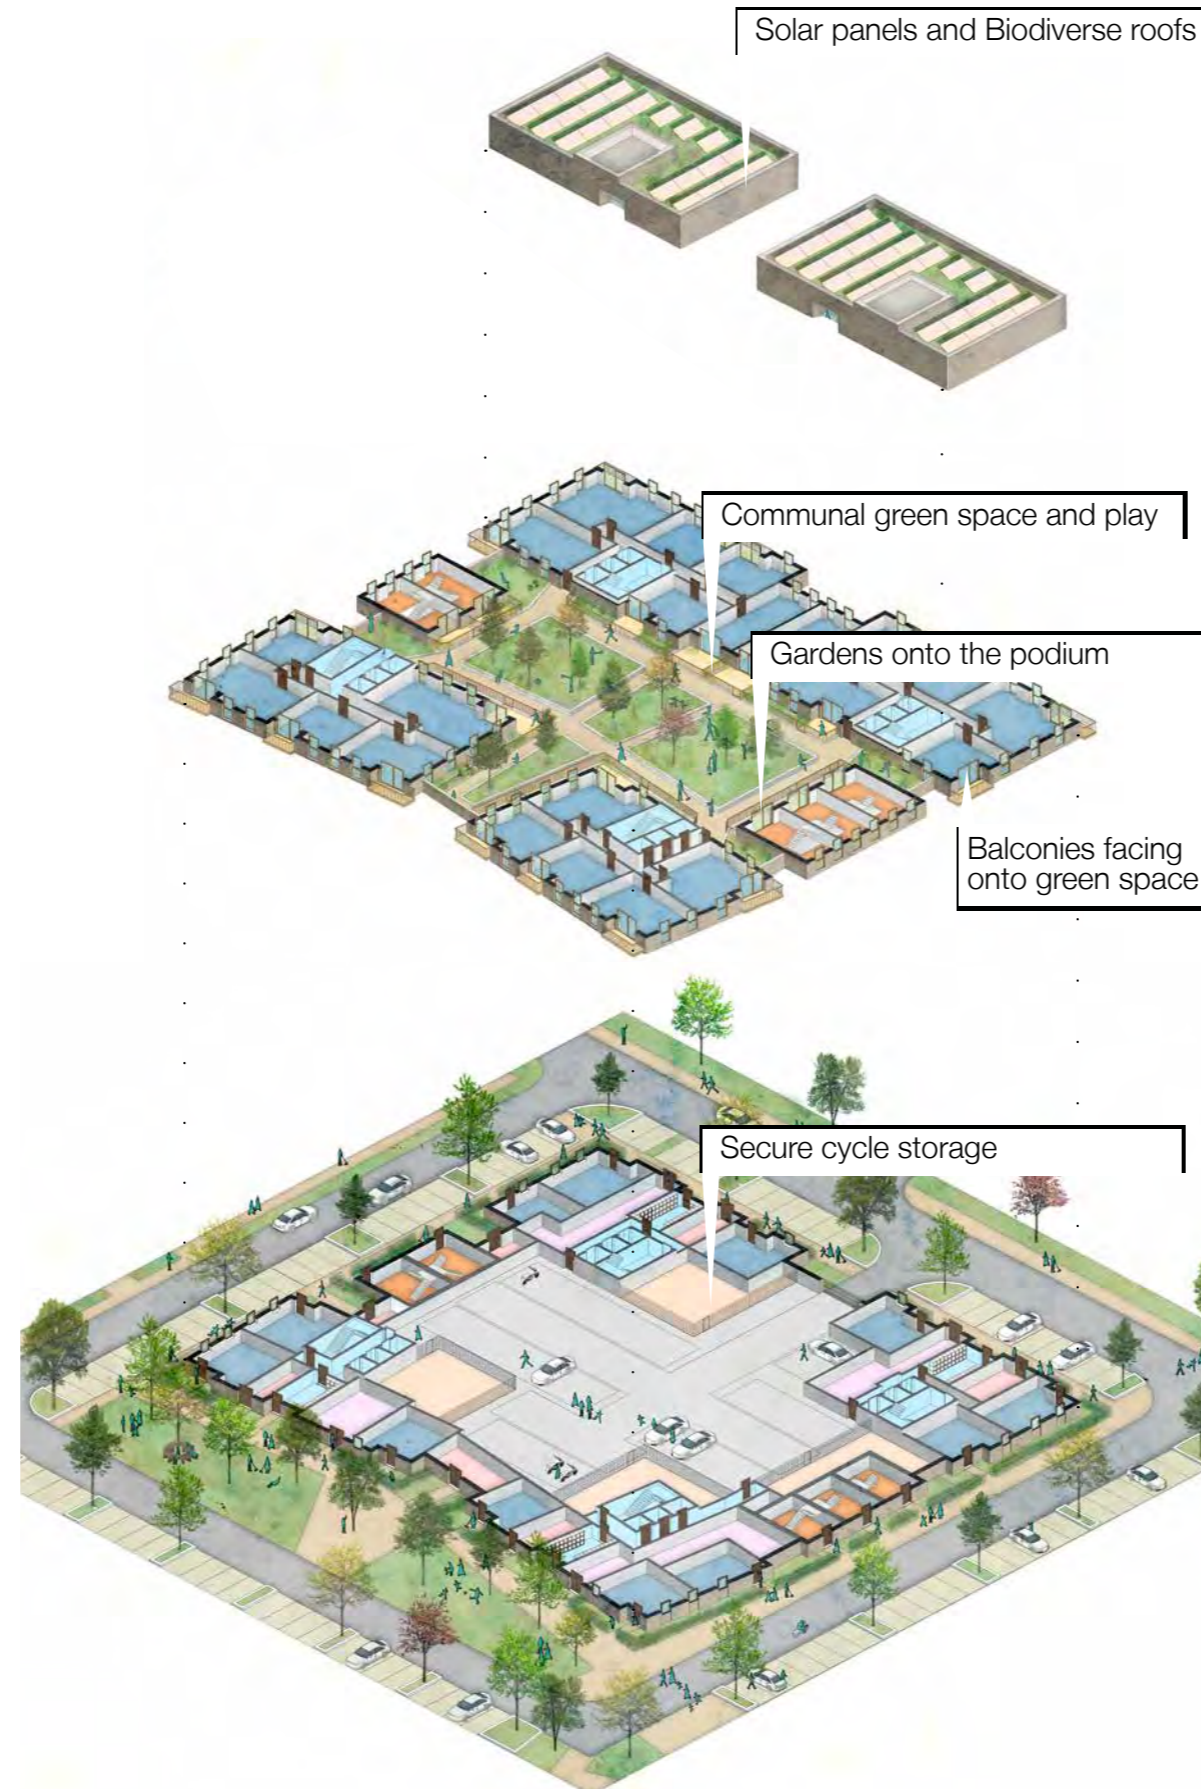 Solar panels and Biodiverse roofs
Communal green space and play
Gardens onto the podium
Balconies facing
onto green space
Secure cycle storage